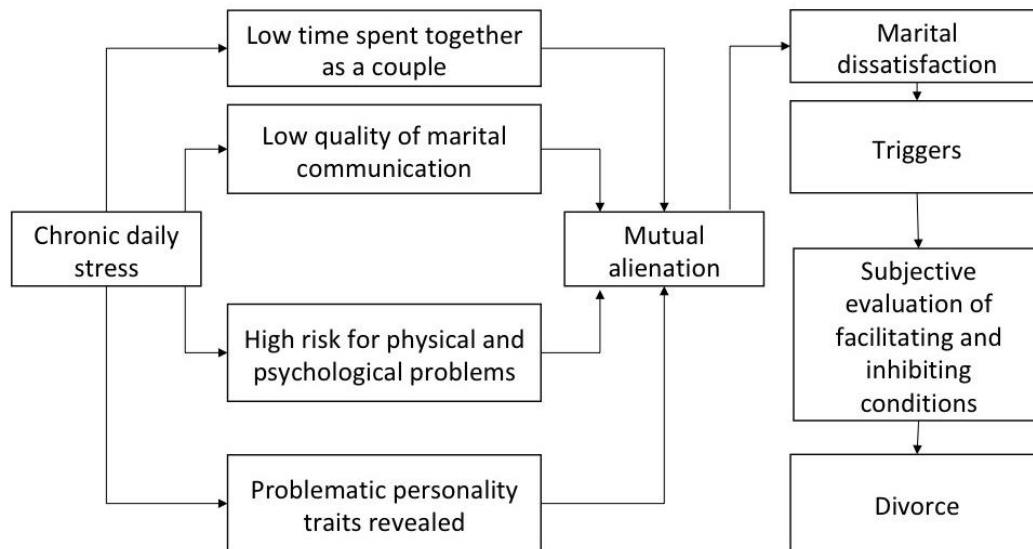 Low time spent together
as a couple
Low quality of marital
communication
Chronic daily
stress
High risk for physical and
psychological problems
Problematic personality
traits revealed
Mutual
alienation
Marital
dissatisfaction
Triggers
Subjective
evaluation of
facilitating and
inhibiting
conditions
Divorce